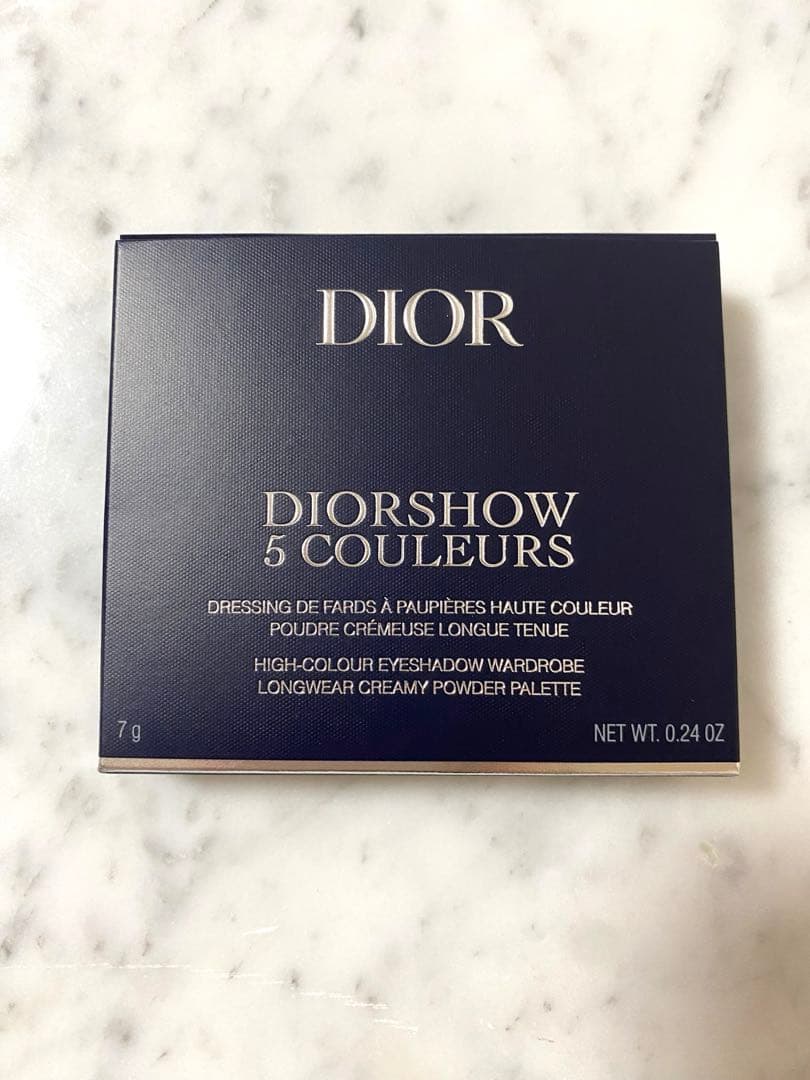 DIOR
DIORSHOW
5 COULEURS
DRESSING DE FARDS À PAUPIÈRES HAUTE COULEUR
POUDRE CRÉMEUSE LONGUE TENUE
HIGH-COLOUR EYESHADOW WARDROBE
LONGWEAR CREAMY POWDER PALETTE
7 g
NET WT. 0.24 OZ